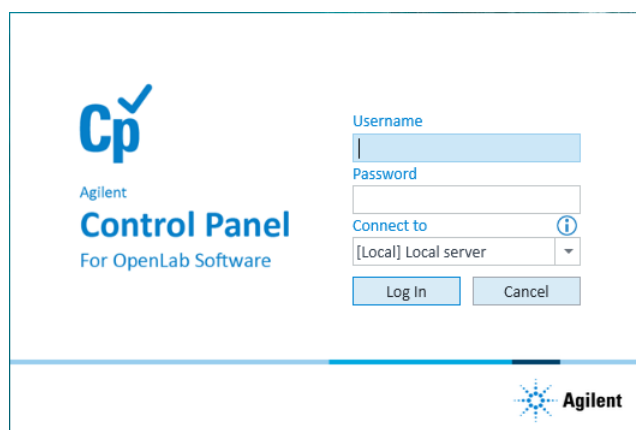 Cp
Agilent
Control Panel
For OpenLab Software
Username
Password
Connect to
[Local] Local server
Log In
Cancel
Agilent